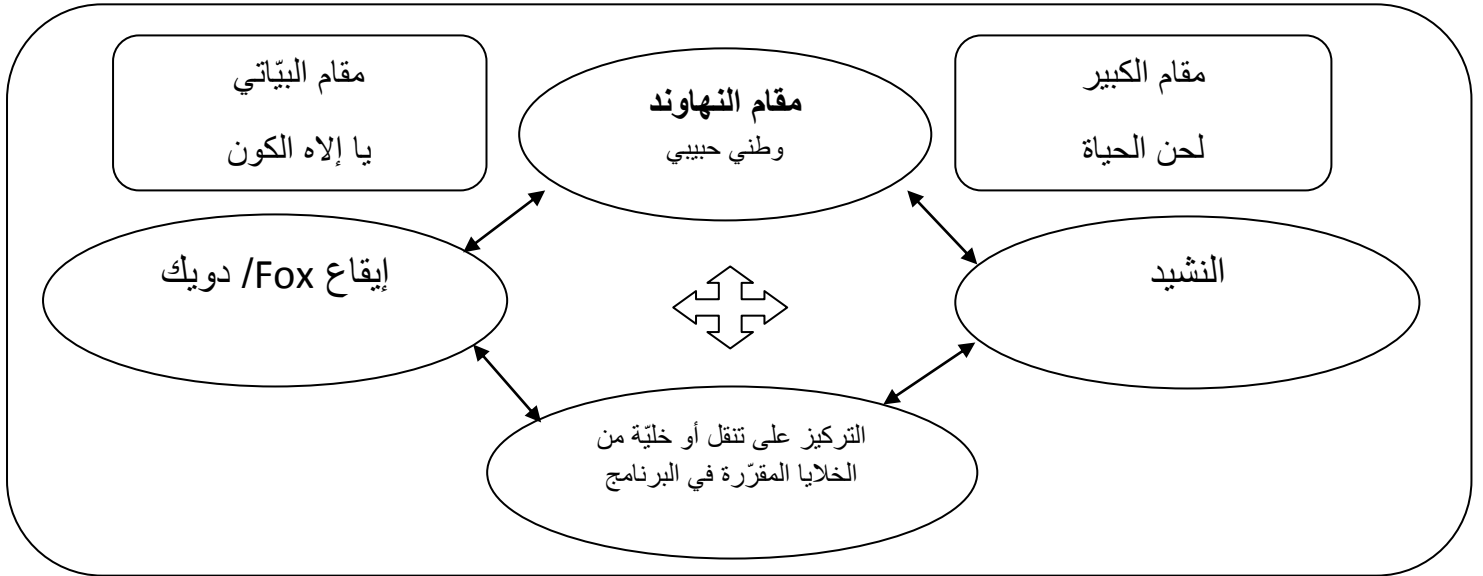 مقام الكبير
لحن الحياة
مقام النهاوند
وطني حبيبي
مقام البيّاتي
يا إلاه الكون
النشيد
إيقاع Fox/ دويك
التركيز على تنقل أو خليّة من
الخلايا المقرّرة في البرنامج